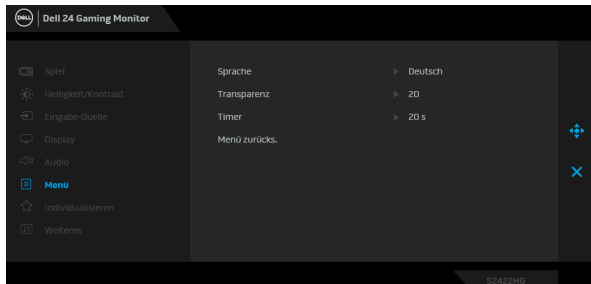 DELL Dell 24 Gaming Monitor
Spiel
Helligkeit/Kontrast
Eingabe-Quelle
Display
Audio
Menü
Individualisieren
Weiteres
Sprache Deutsch
Transparenz 20
Timer 20 s
Menü zurücks.
S2422HG